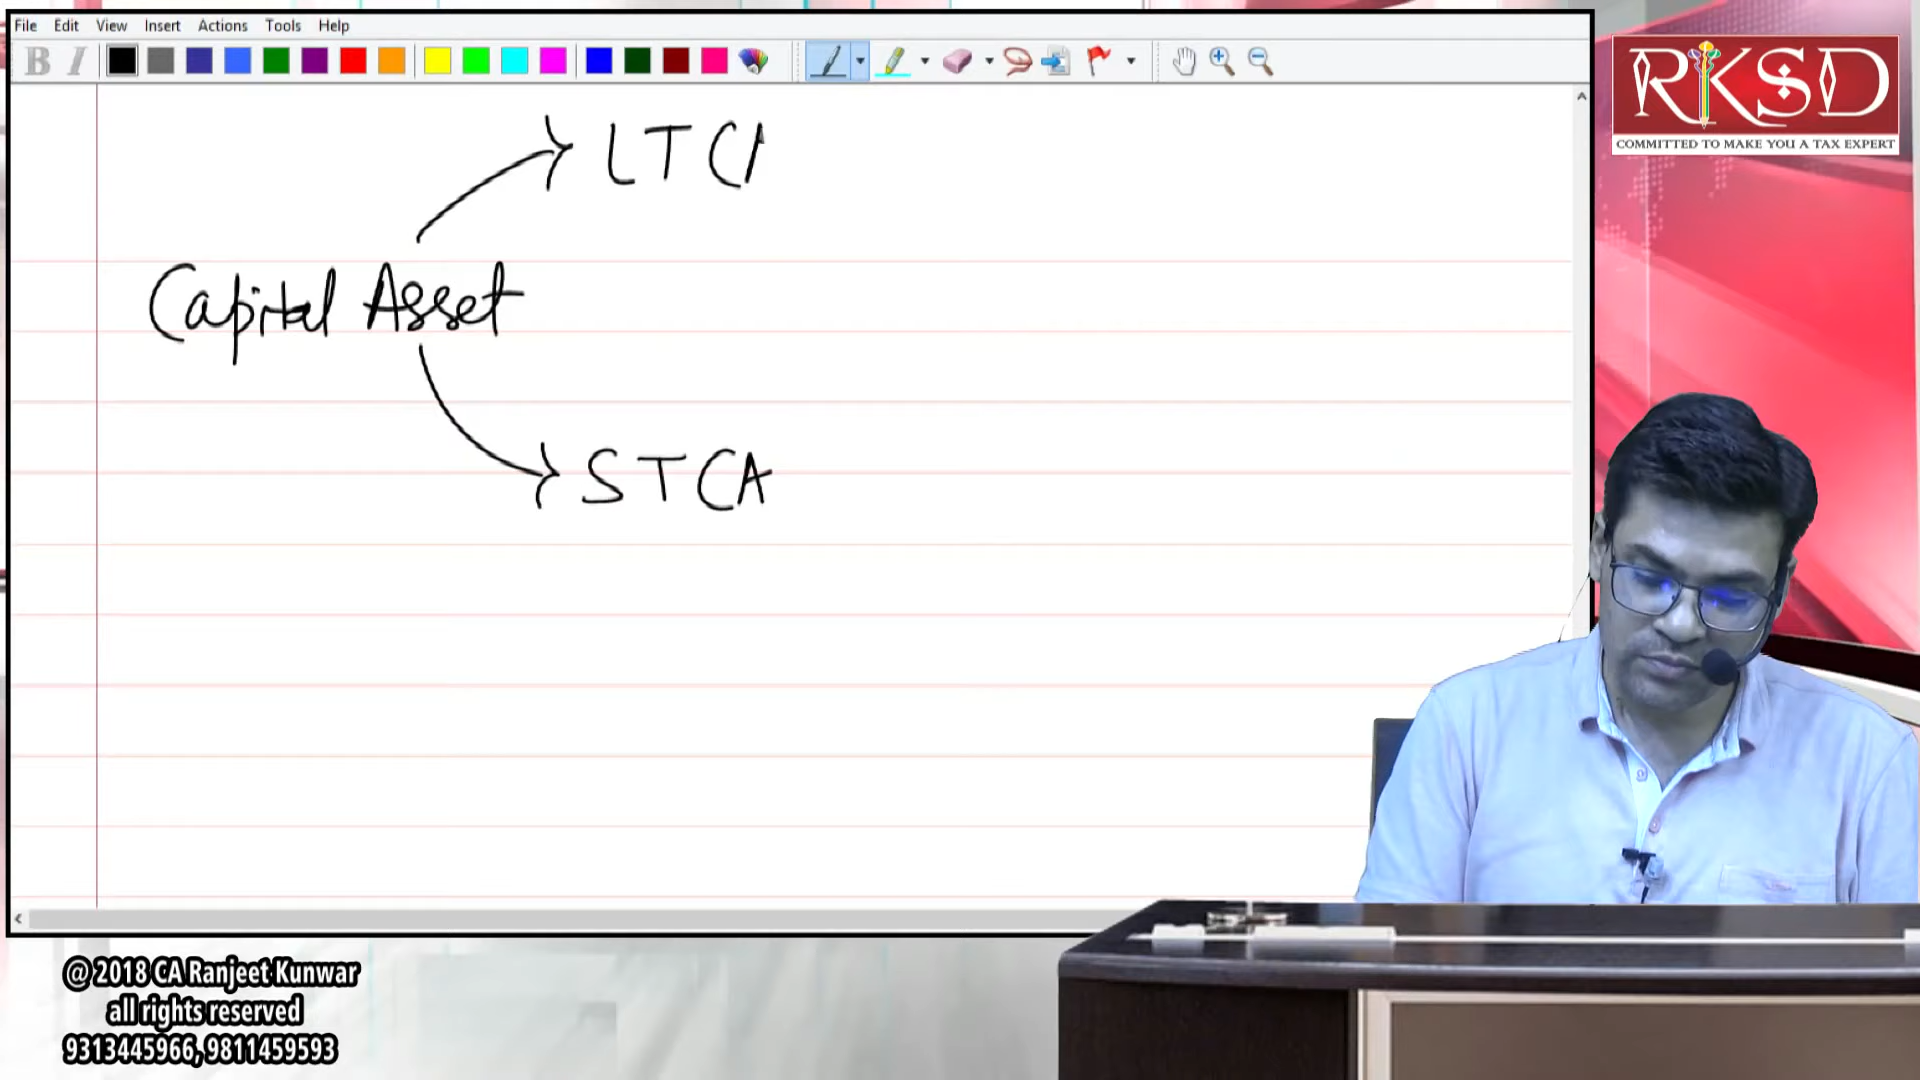 File Edit View Insert Actions Tools Help
B I
RKSD
COMMITTED TO MAKE YOU A TAX EXPERT
LTC
Capital Asset
STCA
@ 2018 CA Ranjeet Kunwar
all rights reserved
9313445966, 9811459593